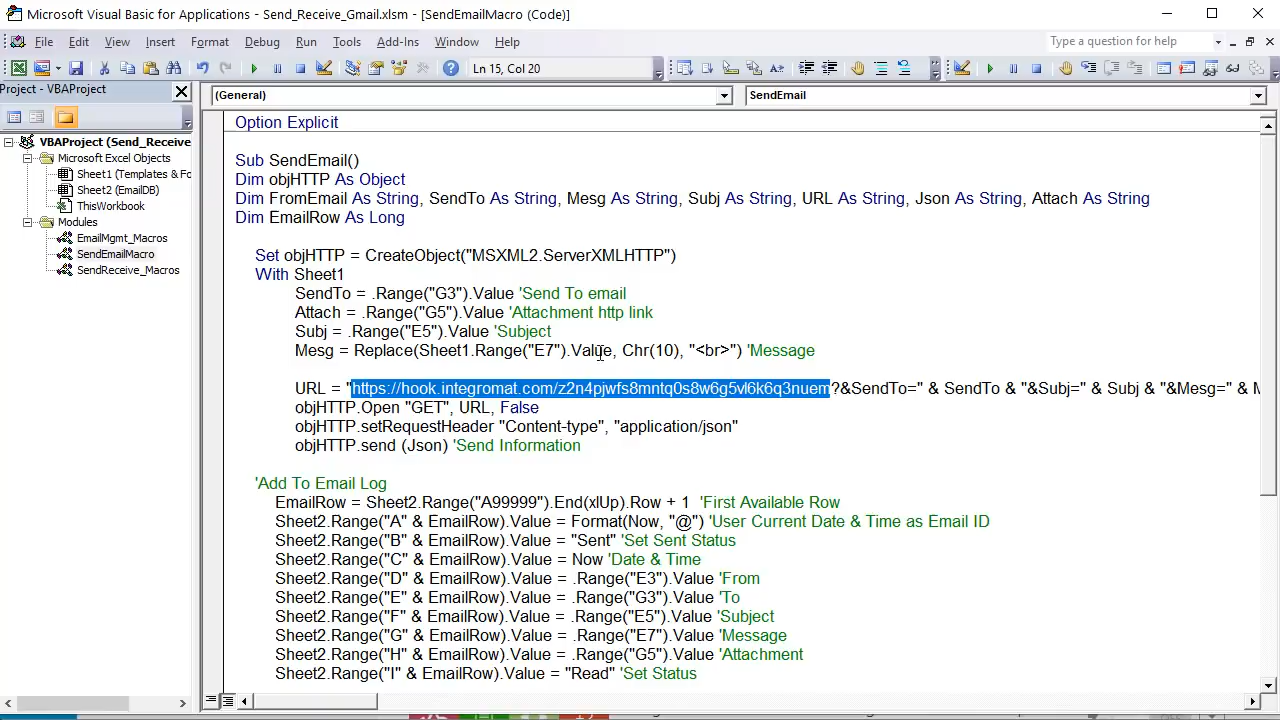 Microsoft Visual Basic for Applications - Send_Receive_Gmail.xlsm - [SendEmailMacro (Code)]
File Edit View Insert Format Debug Run Tools Add-Ins Window Help
Type a question for help
Ln 15, Col 20
Project - VBAProject
(General)
SendEmail
VBAProject (Send_Receive
Microsoft Excel Objects
Sheet1 (Templates & Fo
Sheet2 (EmailDB)
ThisWorkbook
Modules
EmailMgmt_Macros
SendEmailMacro
SendReceive_Macros
Option Explicit
Sub SendEmail()
Dim objHTTP As Object
Dim FromEmail As String, SendTo As String, Mesg As String, Subj As String, URL As String, Json As String, Attach As String
Dim EmailRow As Long
Set objHTTP = CreateObject("MSXML2.ServerXMLHTTP")
With Sheet1
SendTo = .Range("G3").Value 'Send To email
Attach = .Range("G5").Value 'Attachment http link
Subj = .Range("E5").Value 'Subject
Mesg = Replace(Sheet1.Range("E7").Value, Chr(10), "<br>") 'Message
URL = "https://hook.integromat.com/z2n4pjwfs8mntq0s8w6g5vl6k6q3nuem?&SendTo=" & SendTo & "&Subj=" & Subj & "&Mesg=" & M
objHTTP.Open "GET", URL, False
objHTTP.setRequestHeader "Content-type", "application/json"
objHTTP.send (Json) 'Send Information
'Add To Email Log
EmailRow = Sheet2.Range("A99999").End(xlUp).Row + 1 'First Available Row
Sheet2.Range("A" & EmailRow).Value = Format(Now, "@") 'User Current Date & Time as Email ID
Sheet2.Range("B" & EmailRow).Value = "Sent" 'Set Sent Status
Sheet2.Range("C" & EmailRow).Value = Now 'Date & Time
Sheet2.Range("D" & EmailRow).Value = .Range("E3").Value 'From
Sheet2.Range("E" & EmailRow).Value = .Range("G3").Value 'To
Sheet2.Range("F" & EmailRow).Value = .Range("E5").Value 'Subject
Sheet2.Range("G" & EmailRow).Value = .Range("E7").Value 'Message
Sheet2.Range("H" & EmailRow).Value = .Range("G5").Value 'Attachment
Sheet2.Range("I" & EmailRow).Value = "Read" 'Set Status